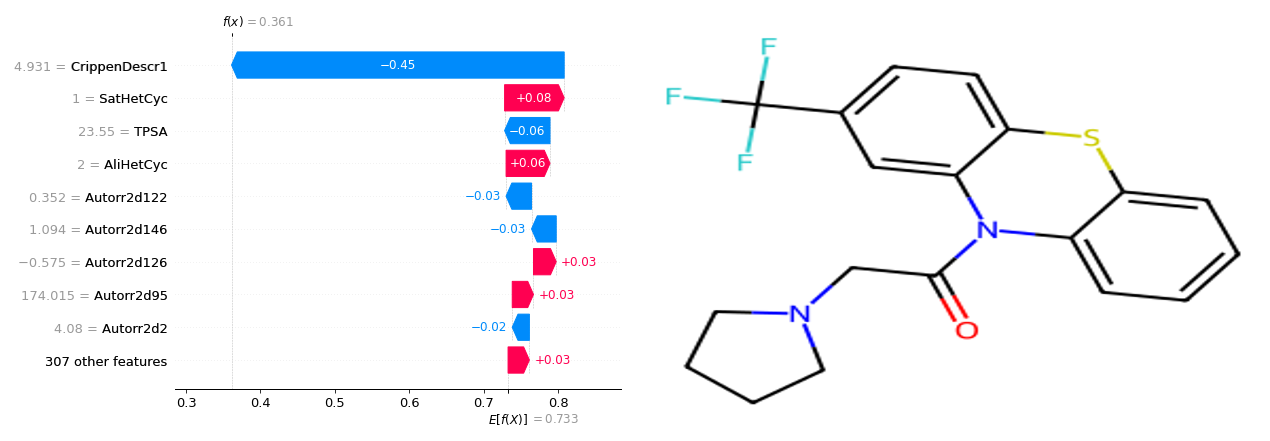 f(x) = 0.361
4.931 = CrippenDescr1
−0.45
1 = SatHetCyc
+0.08
23.55 = TPSA
−0.06
2 = AliHetCyc
+0.06
0.352 = Autorr2d122
−0.03
1.094 = Autorr2d146
−0.03
−0.575 = Autorr2d126
+0.03
174.015 = Autorr2d95
+0.03
4.08 = Autorr2d2
−0.02
307 other features
+0.03
0.3 0.4 0.5 0.6 0.7 0.8
E[f(X)] = 0.733
F
F
F
S
N
N
O